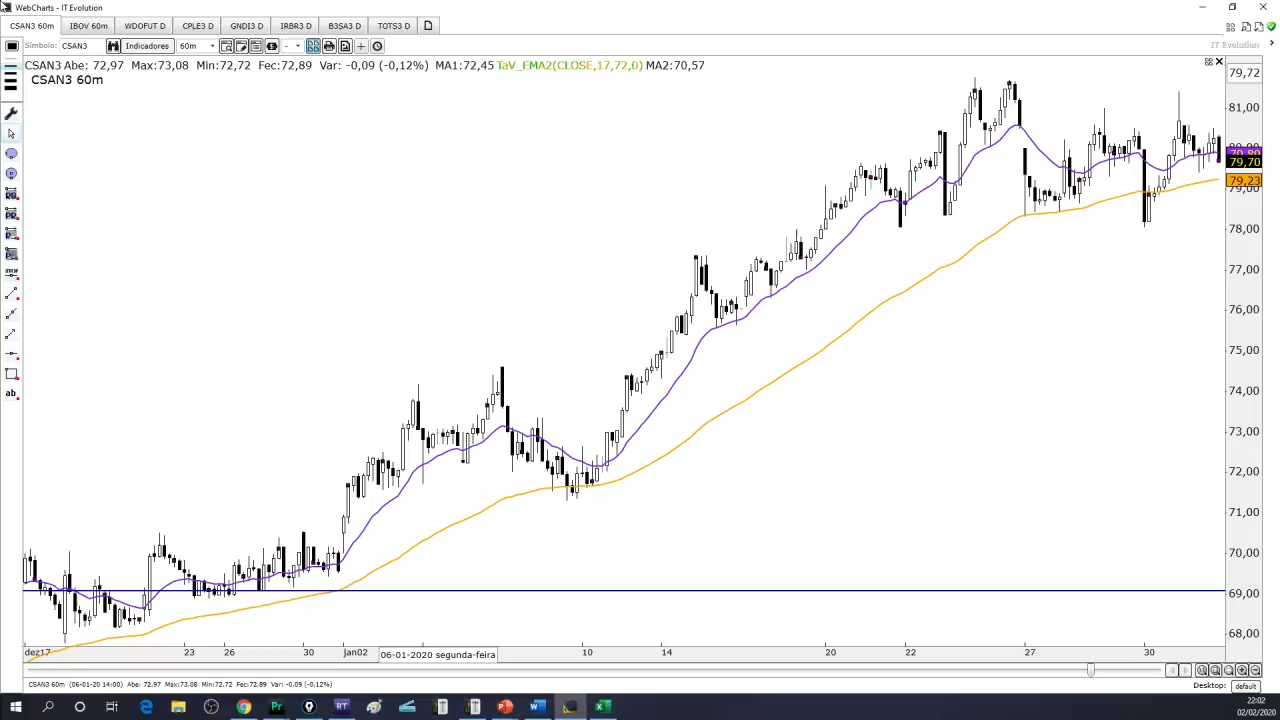 WebCharts - IT Evolution
CSAN3 60m IBOV 60m WDOFUT D CPLE3 D GNDI3 D IRBR3 D B3SA3 D TOTS3 D
Símbolo: CSAN3 Indicadores 60m -
IT Evolution
CSAN3 Abe: 72,97 Max:73,08 Min:72,72 Fec:72,89 Var: -0,09 (-0,12%) MA1:72,45 TaV_EMA2(CLOSE,17,72,0) MA2:70,57
CSAN3 60m
79,72
81,00
79,89
79,70
79,23
79,00
78,00
77,00
76,00
75,00
74,00
73,00
72,00
71,00
70,00
69,00
68,00
STOP
ab
dez17 23 26 30 jan02 06-01-2020 segunda-feira 10 14 20 22 27 30
CSAN3 60m (06-01-20 14:00) Abe: 72,97 Max:73,08 Min:72,72 Fec:72,89 Var: -0,09 (-0,12%)
Desktop: default
22:02
02/02/2020